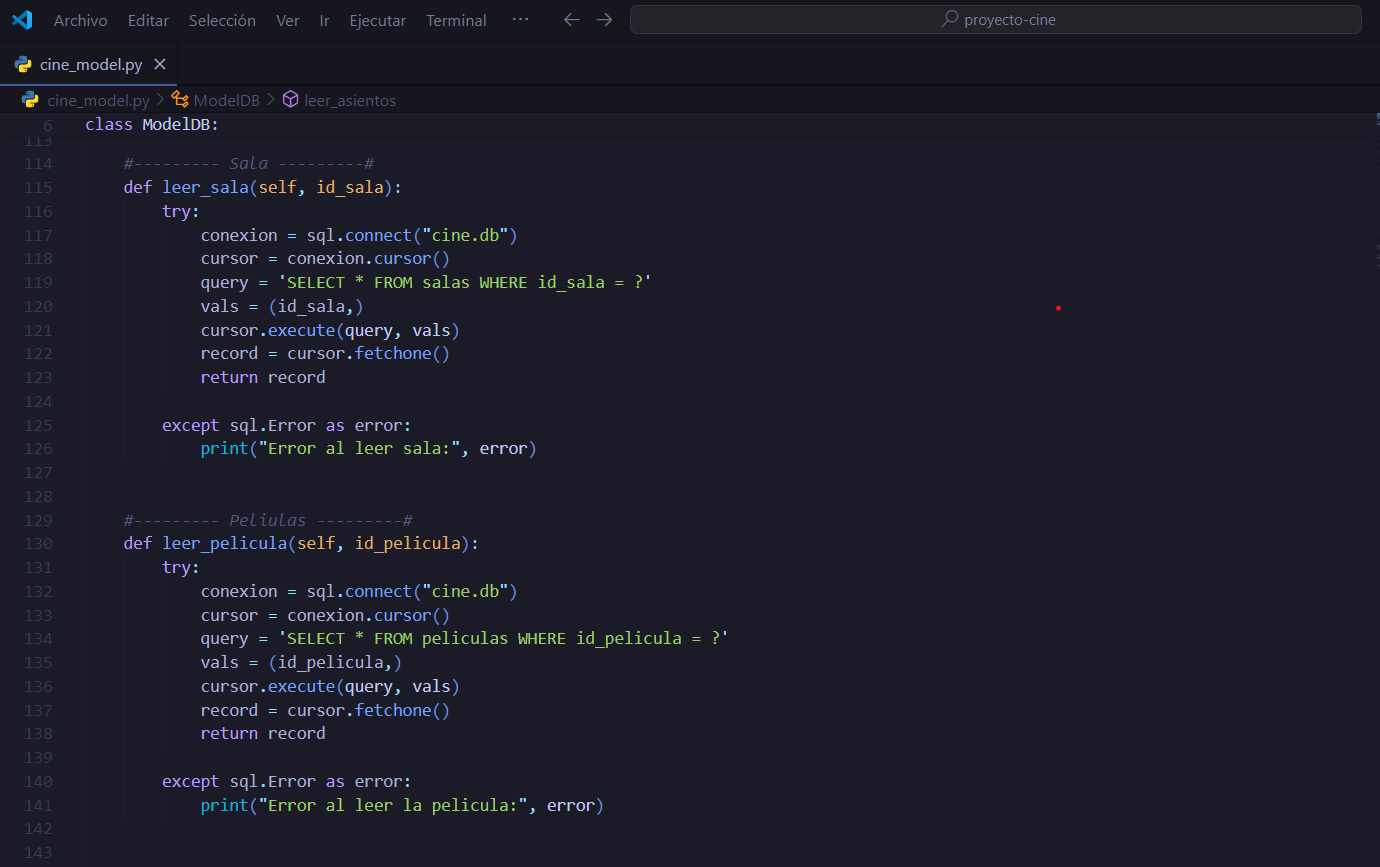 Archivo Editar Selección Ver Ir Ejecutar Terminal ··· proyecto-cine
cine_model.py
cine_model.py > ModelDB > leer_asientos
6 class ModelDB:
113
114 #--------- Sala ---------#
115 def leer_sala(self, id_sala):
116 try:
117 conexion = sql.connect("cine.db")
118 cursor = conexion.cursor()
119 query = 'SELECT * FROM salas WHERE id_sala = ?'
120 vals = (id_sala,)
121 cursor.execute(query, vals)
122 record = cursor.fetchone()
123 return record
124
125 except sql.Error as error:
126 print("Error al leer sala:", error)
127
128
129 #--------- Peliulas ---------#
130 def leer_pelicula(self, id_pelicula):
131 try:
132 conexion = sql.connect("cine.db")
133 cursor = conexion.cursor()
134 query = 'SELECT * FROM peliculas WHERE id_pelicula = ?'
135 vals = (id_pelicula,)
136 cursor.execute(query, vals)
137 record = cursor.fetchone()
138 return record
139
140 except sql.Error as error:
141 print("Error al leer la pelicula:", error)
142
143